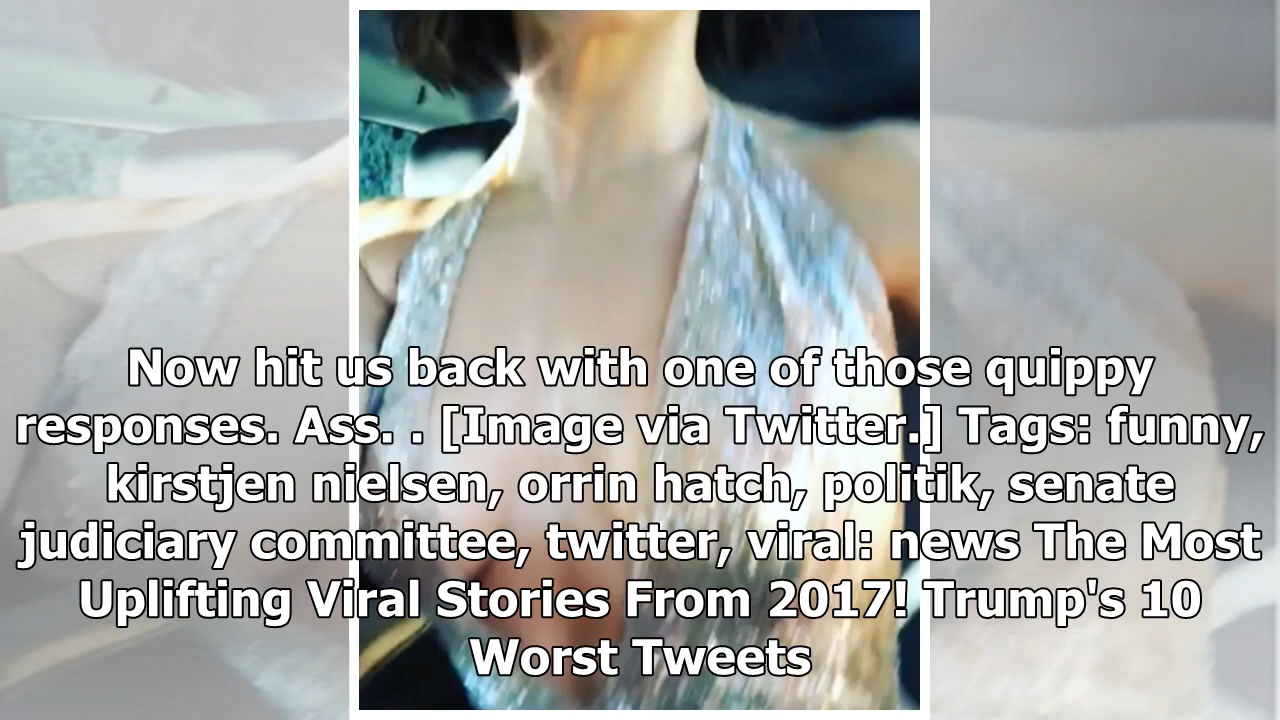 Now hit us back with one of those quippy
responses. Ass. . [Image via Twitter.] Tags: funny,
kirstjen nielsen, orrin hatch, politik, senate
judiciary committee, twitter, viral: news The Most
Uplifting Viral Stories From 2017! Trump's 10
Worst Tweets